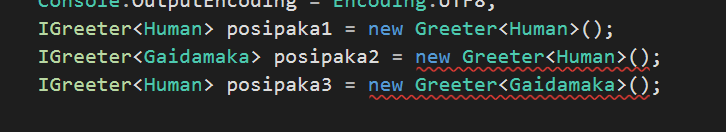 Console.OutputEncoding = Encoding.UTF8;
IGreeter<Human> posipaka1 = new Greeter<Human>();
IGreeter<Gaidamaka> posipaka2 = new Greeter<Human>();
IGreeter<Human> posipaka3 = new Greeter<Gaidamaka>();